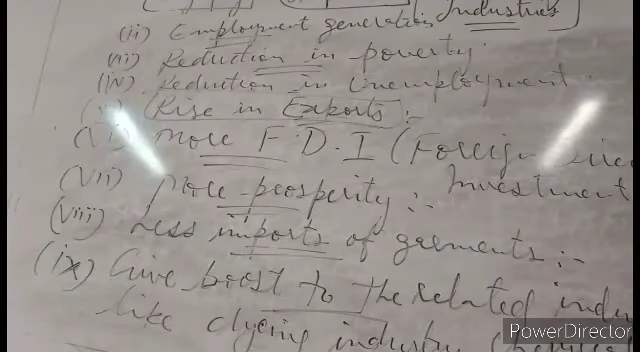 Industries
(ii) Employment generation
(iii) Reduction in poverty.
(iv) Reduction in Unemployment.
(v) Rise in Exports :-
(vi) More F.D.I (Foreign
Investment
(vii) More prosperity :-
(viii) Less imports of garments :-
(ix) Give boost to the related indu
like dyeing industry
PowerDirector